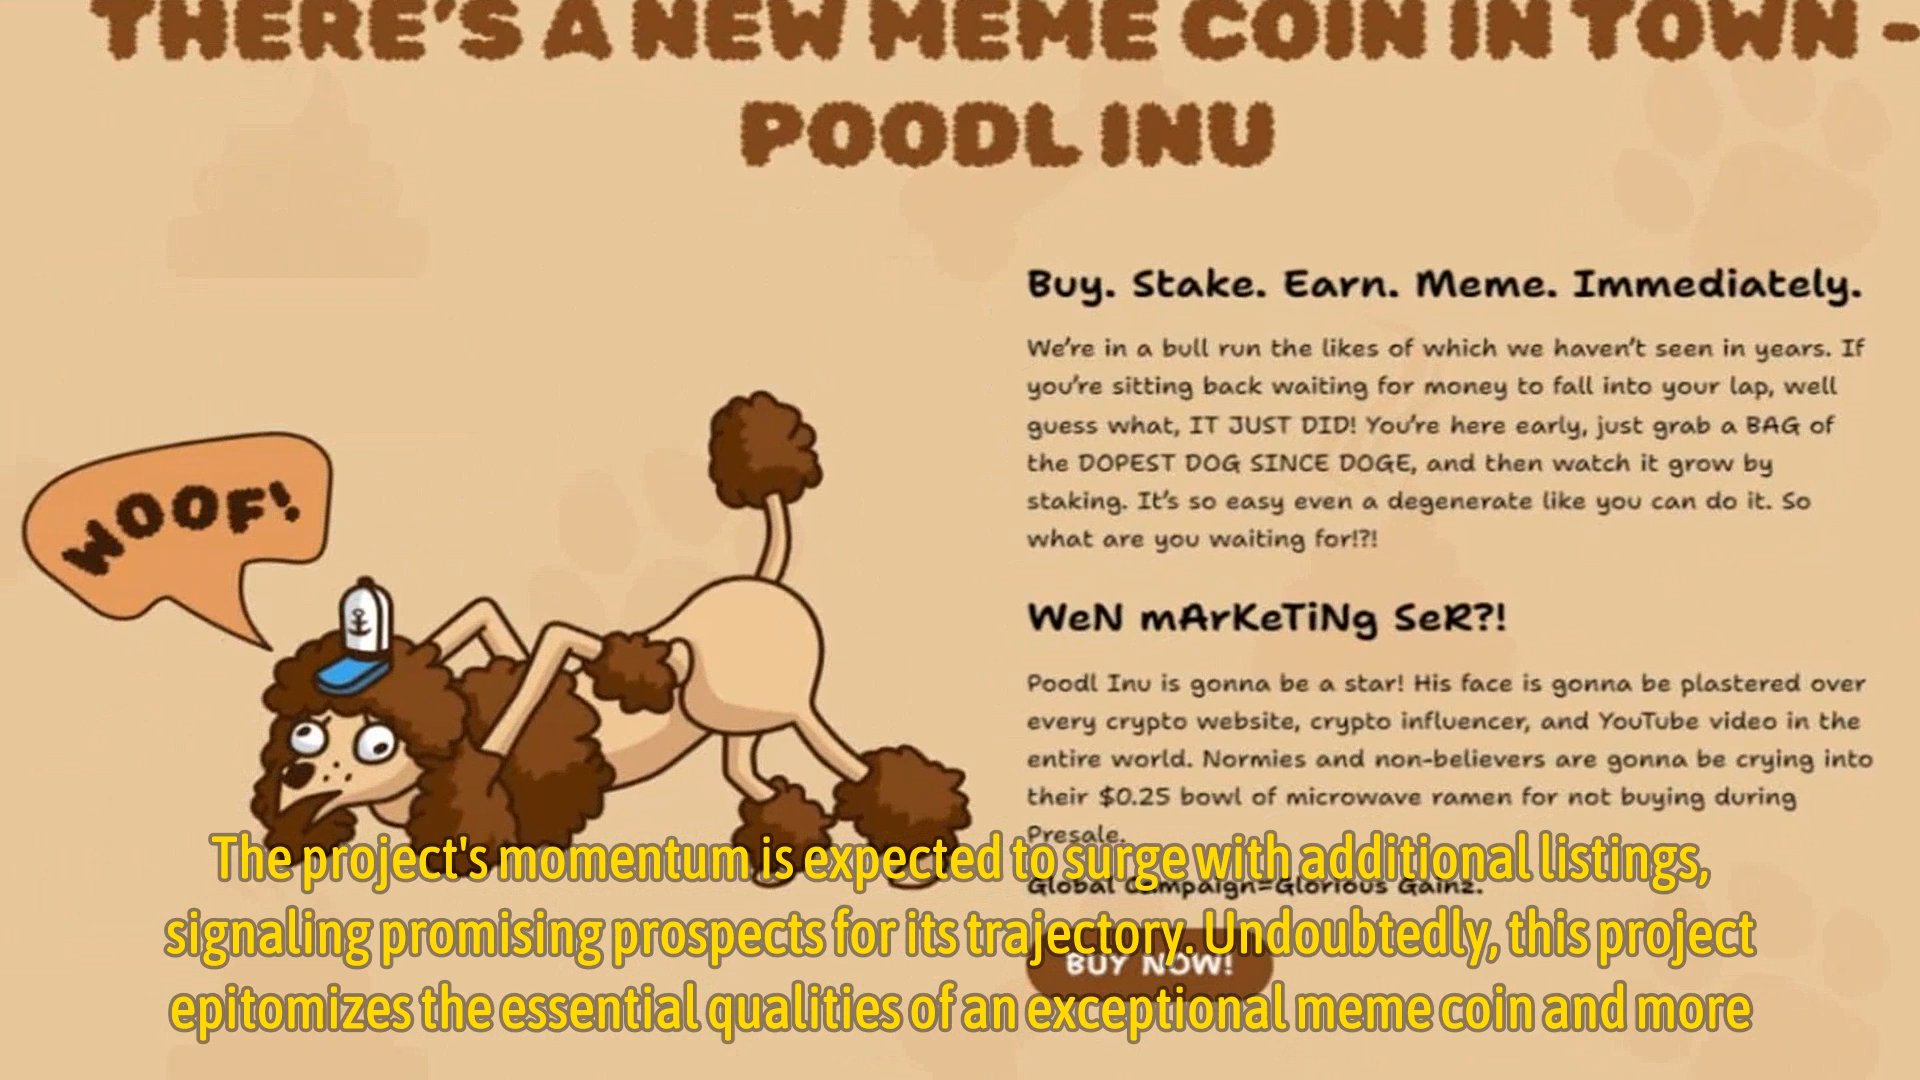 THERE'S A NEW MEME COIN IN TOWN -
POODL INU
Buy. Stake. Earn. Meme. Immediately.
We're in a bull run the likes of which we haven't seen in years. If
you're sitting back waiting for money to fall into your lap, well
guess what, IT JUST DID! You're here early, just grab a BAG of
the DOPEST DOG SINCE DOGE, and then watch it grow by
staking. It's so easy even a degenerate like you can do it. So
what are you waiting for!?!
WOOF!
WeN mArKeTiNg SeR?!
Poodl Inu is gonna be a star! His face is gonna be plastered over
every crypto website, crypto influencer, and YouTube video in the
entire world. Normies and non-believers are gonna be crying into
their $0.25 bowl of microwave ramen for not buying during
Presale.
Global Campaign=Glorious Gainz.
BUY NOW!
The project's momentum is expected to surge with additional listings,
signaling promising prospects for its trajectory. Undoubtedly, this project
epitomizes the essential qualities of an exceptional meme coin and more